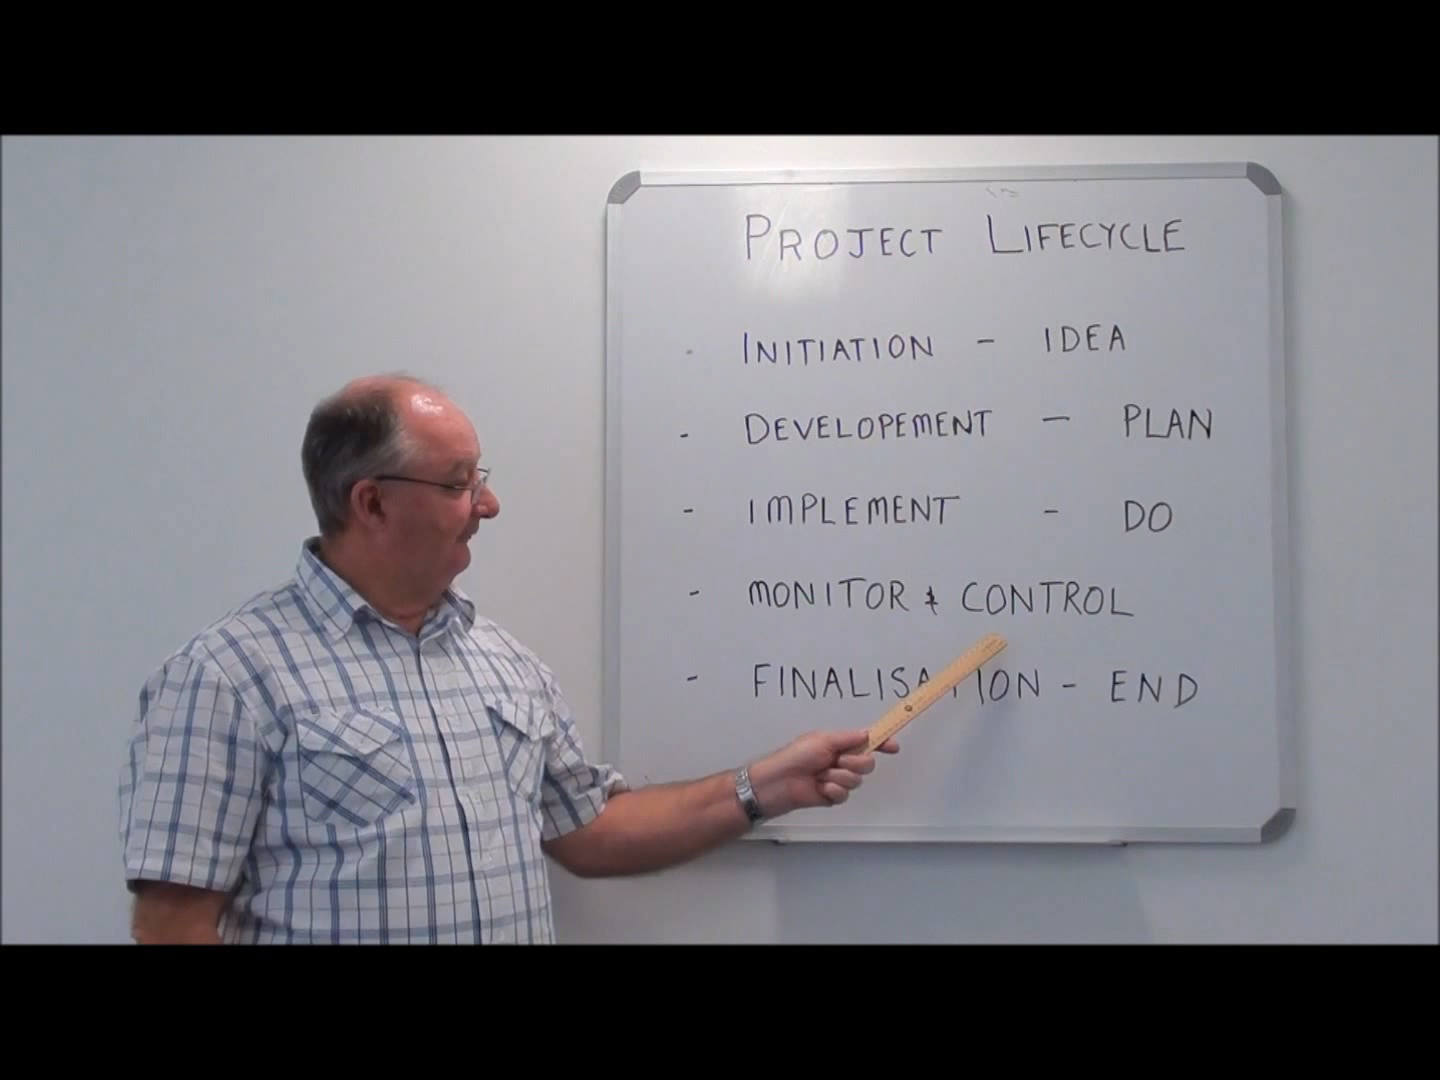 PROJECT LIFECYCLE
- INITIATION - IDEA
- DEVELOPEMENT - PLAN
- IMPLEMENT - DO
- MONITOR & CONTROL
- FINALISATION - END